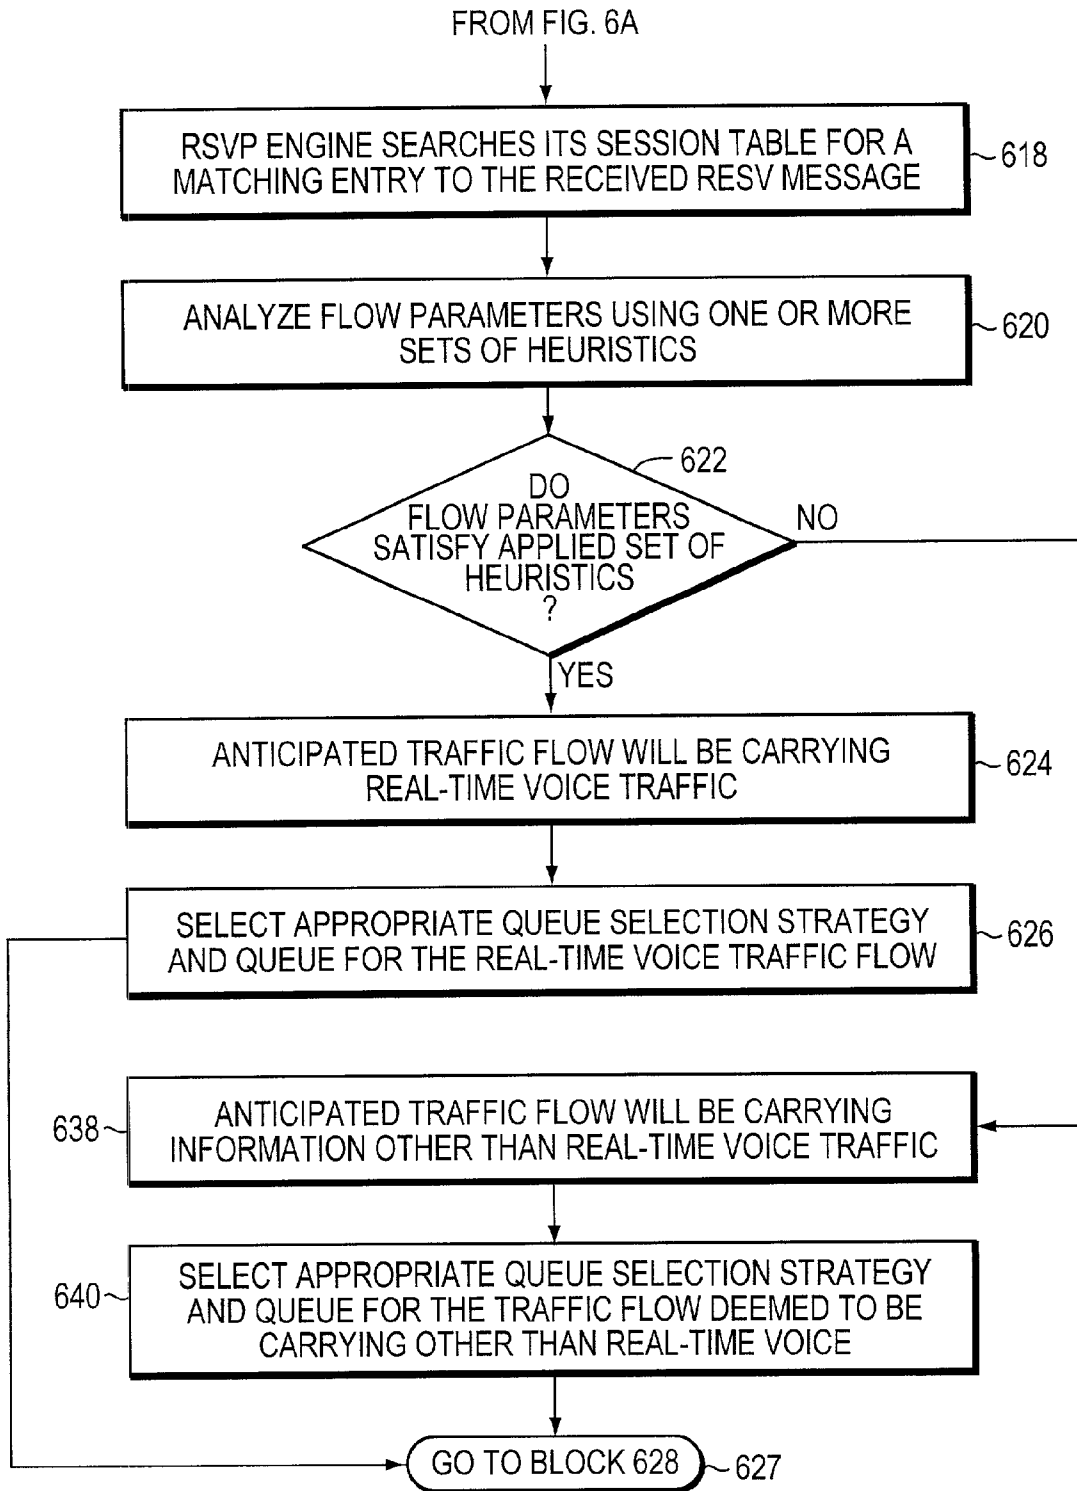 FROM FIG. 6A
RSVP ENGINE SEARCHES ITS SESSION TABLE FOR A
MATCHING ENTRY TO THE RECEIVED RESV MESSAGE
618
ANALYZE FLOW PARAMETERS USING ONE OR MORE
SETS OF HEURISTICS
620
622
DO
FLOW PARAMETERS
SATISFY APPLIED SET OF
HEURISTICS
?
NO
YES
ANTICIPATED TRAFFIC FLOW WILL BE CARRYING
REAL-TIME VOICE TRAFFIC
624
SELECT APPROPRIATE QUEUE SELECTION STRATEGY
AND QUEUE FOR THE REAL-TIME VOICE TRAFFIC FLOW
626
638
ANTICIPATED TRAFFIC FLOW WILL BE CARRYING
INFORMATION OTHER THAN REAL-TIME VOICE TRAFFIC
640
SELECT APPROPRIATE QUEUE SELECTION STRATEGY
AND QUEUE FOR THE TRAFFIC FLOW DEEMED TO BE
CARRYING OTHER THAN REAL-TIME VOICE
GO TO BLOCK 628
627